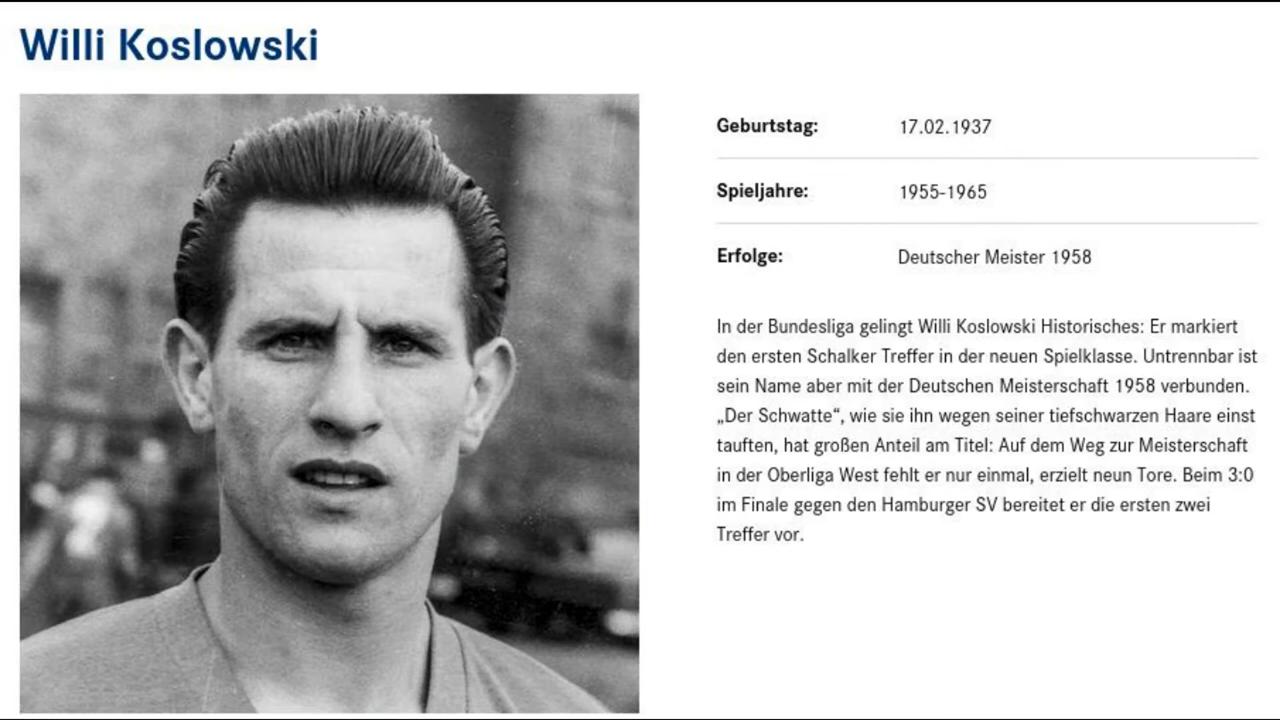 Willi Koslowski
Geburtstag: 17.02.1937
Spieljahre: 1955-1965
Erfolge: Deutscher Meister 1958
In der Bundesliga gelingt Willi Koslowski Historisches: Er markiert
den ersten Schalker Treffer in der neuen Spielklasse. Untrennbar ist
sein Name aber mit der Deutschen Meisterschaft 1958 verbunden.
„Der Schwatte“, wie sie ihn wegen seiner tiefschwarzen Haare einst
tauften, hat großen Anteil am Titel: Auf dem Weg zur Meisterschaft
in der Oberliga West fehlt er nur einmal, erzielt neun Tore. Beim 3:0
im Finale gegen den Hamburger SV bereitet er die ersten zwei
Treffer vor.